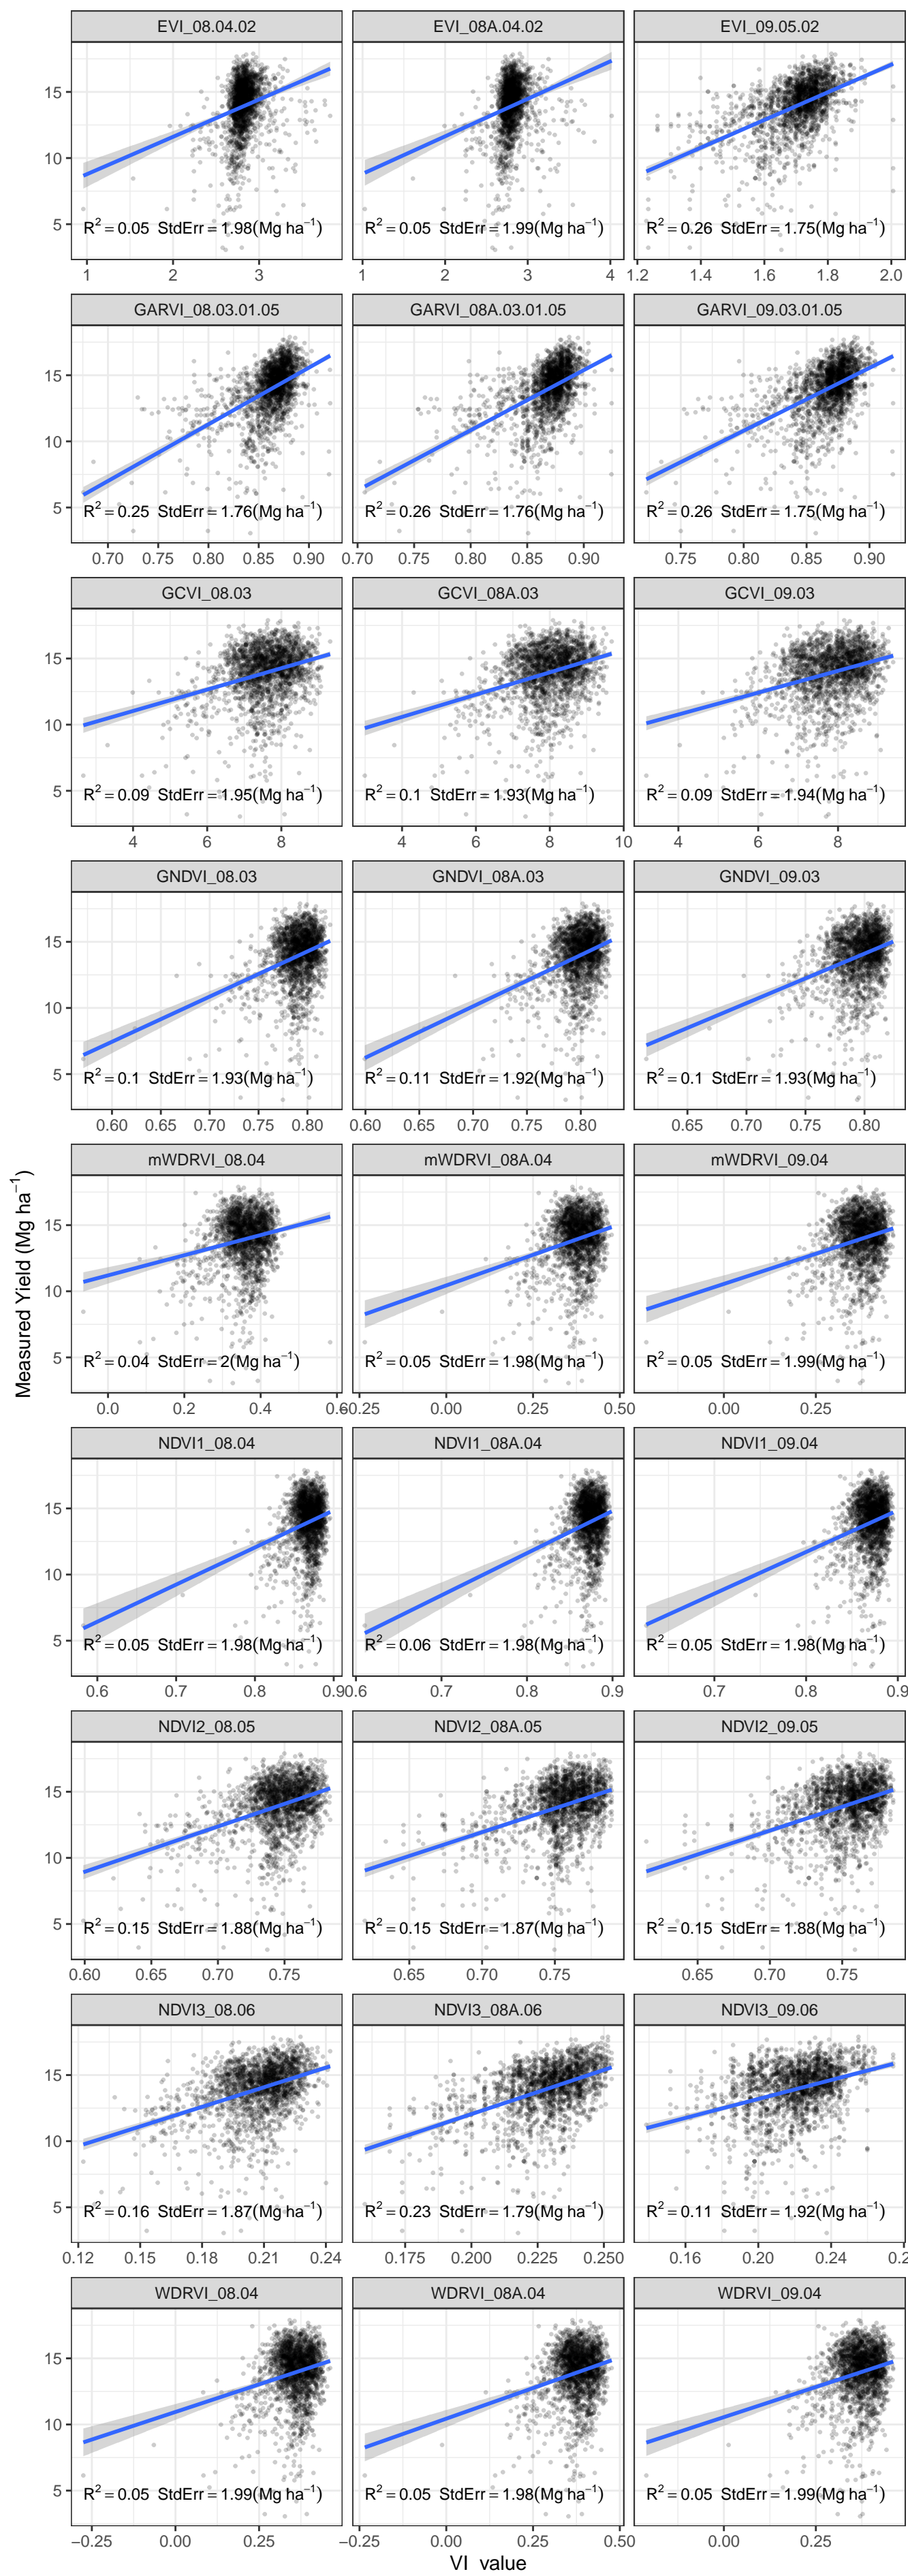 EVI_08.04.02 EVI_08A.04.02 EVI_09.05.02
15
10
5
R² = 0.05 StdErr = 1.98(Mg ha⁻¹) R² = 0.05 StdErr = 1.99(Mg ha⁻¹) R² = 0.26 StdErr = 1.75(Mg ha⁻¹)
1 2 3 1 2 3 4 1.2 1.4 1.6 1.8 2.0
GARVI_08.03.01.05 GARVI_08A.03.01.05 GARVI_09.03.01.05
15
10
5
R² = 0.25 StdErr = 1.76(Mg ha⁻¹) R² = 0.26 StdErr = 1.76(Mg ha⁻¹) R² = 0.26 StdErr = 1.75(Mg ha⁻¹)
0.70 0.75 0.80 0.85 0.90 0.70 0.75 0.80 0.85 0.90 0.75 0.80 0.85 0.90
GCVI_08.03 GCVI_08A.03 GCVI_09.03
15
10
5
R² = 0.09 StdErr = 1.95(Mg ha⁻¹) R² = 0.1 StdErr = 1.93(Mg ha⁻¹) R² = 0.09 StdErr = 1.94(Mg ha⁻¹)
4 6 8 4 6 8 10 4 6 8
GNDVI_08.03 GNDVI_08A.03 GNDVI_09.03
15
10
5
R² = 0.1 StdErr = 1.93(Mg ha⁻¹) R² = 0.11 StdErr = 1.92(Mg ha⁻¹) R² = 0.1 StdErr = 1.93(Mg ha⁻¹)
0.60 0.65 0.70 0.75 0.80 0.60 0.65 0.70 0.75 0.80 0.65 0.70 0.75 0.80
Measured Yield (Mg ha⁻¹)
mWDRVI_08.04 mWDRVI_08A.04 mWDRVI_09.04
15
10
5
R² = 0.04 StdErr = 2(Mg ha⁻¹) R² = 0.05 StdErr = 1.98(Mg ha⁻¹) R² = 0.05 StdErr = 1.99(Mg ha⁻¹)
0.0 0.2 0.4 0.00 0.25 0.50 0.00 0.25
NDVI1_08.04 NDVI1_08A.04 NDVI1_09.04
15
10
5
R² = 0.05 StdErr = 1.98(Mg ha⁻¹) R² = 0.06 StdErr = 1.98(Mg ha⁻¹) R² = 0.05 StdErr = 1.98(Mg ha⁻¹)
0.6 0.7 0.8 0.7 0.8 0.9 0.7 0.8 0.9
NDVI2_08.05 NDVI2_08A.05 NDVI2_09.05
15
10
5
R² = 0.15 StdErr = 1.88(Mg ha⁻¹) R² = 0.15 StdErr = 1.87(Mg ha⁻¹) R² = 0.15 StdErr = 1.88(Mg ha⁻¹)
0.60 0.65 0.70 0.75 0.65 0.70 0.75 0.65 0.70 0.75
NDVI3_08.06 NDVI3_08A.06 NDVI3_09.06
15
10
5
R² = 0.16 StdErr = 1.87(Mg ha⁻¹) R² = 0.23 StdErr = 1.79(Mg ha⁻¹) R² = 0.11 StdErr = 1.92(Mg ha⁻¹)
0.12 0.15 0.18 0.21 0.24 0.175 0.200 0.225 0.250 0.16 0.20 0.24
WDRVI_08.04 WDRVI_08A.04 WDRVI_09.04
15
10
5
R² = 0.05 StdErr = 1.99(Mg ha⁻¹) R² = 0.05 StdErr = 1.98(Mg ha⁻¹) R² = 0.05 StdErr = 1.99(Mg ha⁻¹)
−0.25 0.00 0.25 −0.25 0.00 0.25 0.50 0.00 0.25
VI value